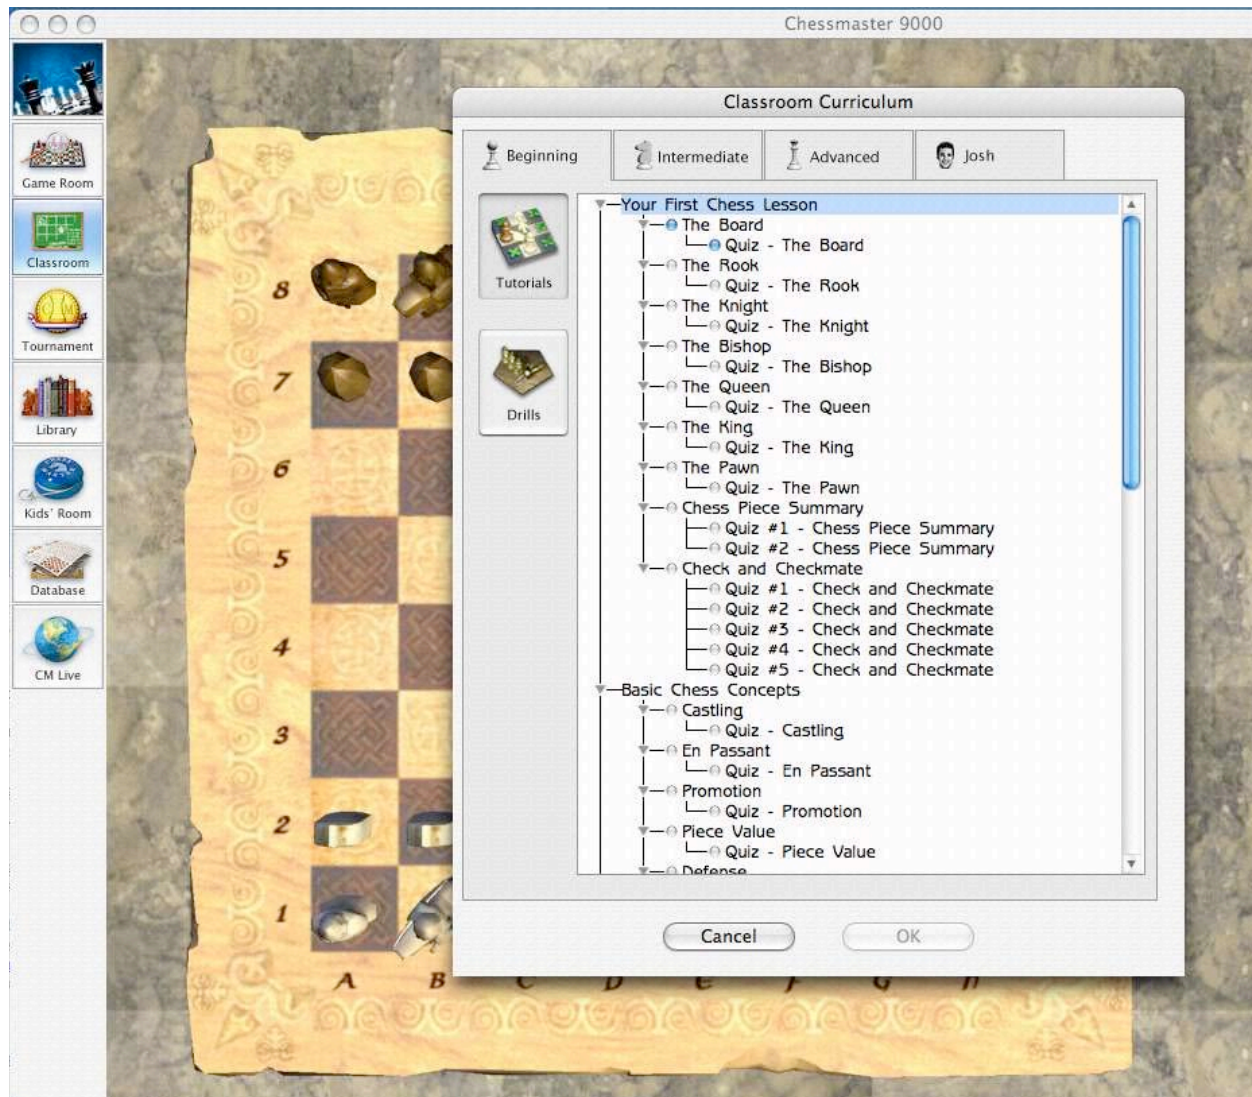 Chessmaster 9000
Game Room
Classroom
Tournament
Library
Kids' Room
Database
CM Live
8
7
6
5
4
3
2
1
A B C D E F G H
Classroom Curriculum
Beginning Intermediate Advanced Josh
Tutorials
Drills
Your First Chess Lesson
The Board
Quiz - The Board
The Rook
Quiz - The Rook
The Knight
Quiz - The Knight
The Bishop
Quiz - The Bishop
The Queen
Quiz - The Queen
The King
Quiz - The King
The Pawn
Quiz - The Pawn
Chess Piece Summary
Quiz #1 - Chess Piece Summary
Quiz #2 - Chess Piece Summary
Check and Checkmate
Quiz #1 - Check and Checkmate
Quiz #2 - Check and Checkmate
Quiz #3 - Check and Checkmate
Quiz #4 - Check and Checkmate
Quiz #5 - Check and Checkmate
Basic Chess Concepts
Castling
Quiz - Castling
En Passant
Quiz - En Passant
Promotion
Quiz - Promotion
Piece Value
Quiz - Piece Value
Defense
Cancel OK